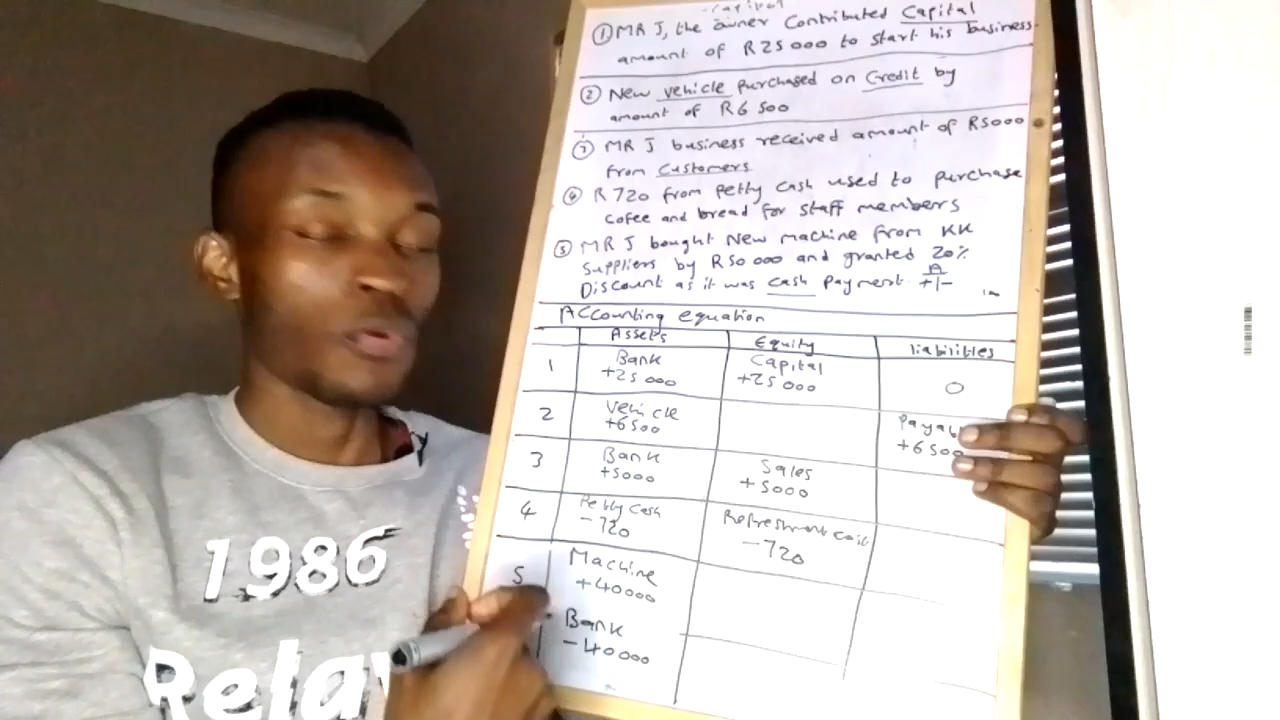 Capital
① MR J, the owner Contributed Capital
amount of R25 000 to start his business.
② New vehicle purchased on Credit by
amount of R6 500
③ MR J business received amount of R5000
from Customers
④ R720 from Petty cash used to purchase
cofee and bread for staff members
⑤ MR J bought New machine from KK
Suppliers by R50 000 and granted 20%
Discount as it was cash Payment. A +/-
Accounting equation
Assets Equity liabilities
1 Bank Capital
+25 000 +25 000 0
2 Vehicle
+6500 +6 500
3 Bank Sales
+5000 +5000
4 Petty Cash Refreshment
-720 -720
5 Machine
+40000
Bank
-40000
1986
Relay